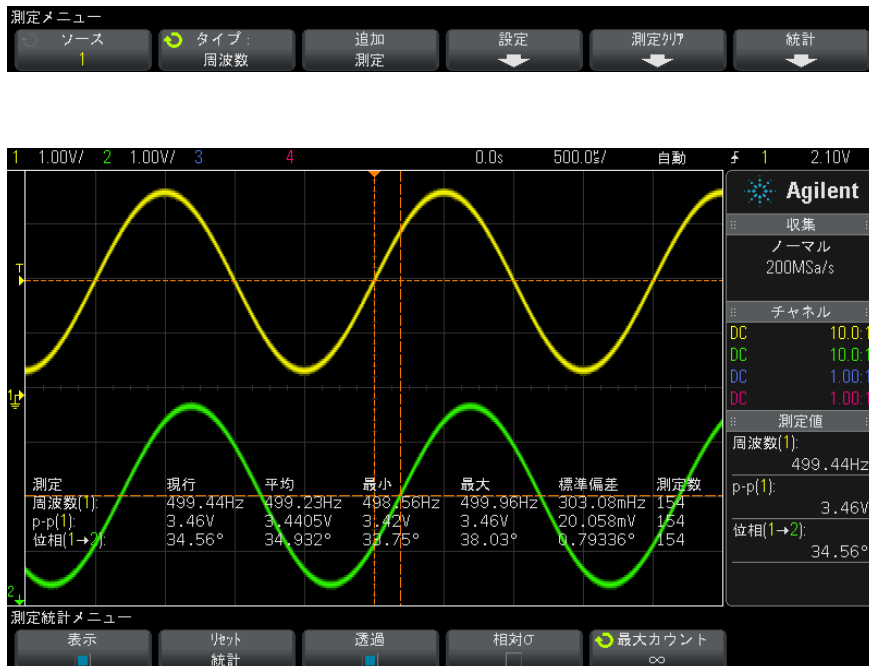 測定メニュー
ソース
1
タイプ:
周波数
追加
測定
設定
測定ｸﾘｱ
統計
1 1.00V/ 2 1.00V/ 3 4 0.0s 500.0㎲/ 自動 1 2.10V
T
Agilent
収集
ノーマル
200MSa/s
チャネル
DC 10.0:1
DC 10.0:1
DC 1.00:1
DC 1.00:1
測定値
周波数(1):
499.44Hz
p-p(1):
3.46V
位相(1→2):
34.56°
1
測定 現行 平均 最小 最大 標準偏差 測定数
周波数(1): 499.44Hz 499.23Hz 498.56Hz 499.96Hz 303.08mHz 154
p-p(1): 3.46V 3.4405V 3.42V 3.46V 20.058mV 154
位相(1→2): 34.56° 34.932° 33.75° 38.03° 0.79336° 154
2
測定統計メニュー
表示
ﾘｾｯﾄ
統計
透過
相対σ
最大カウント
∞